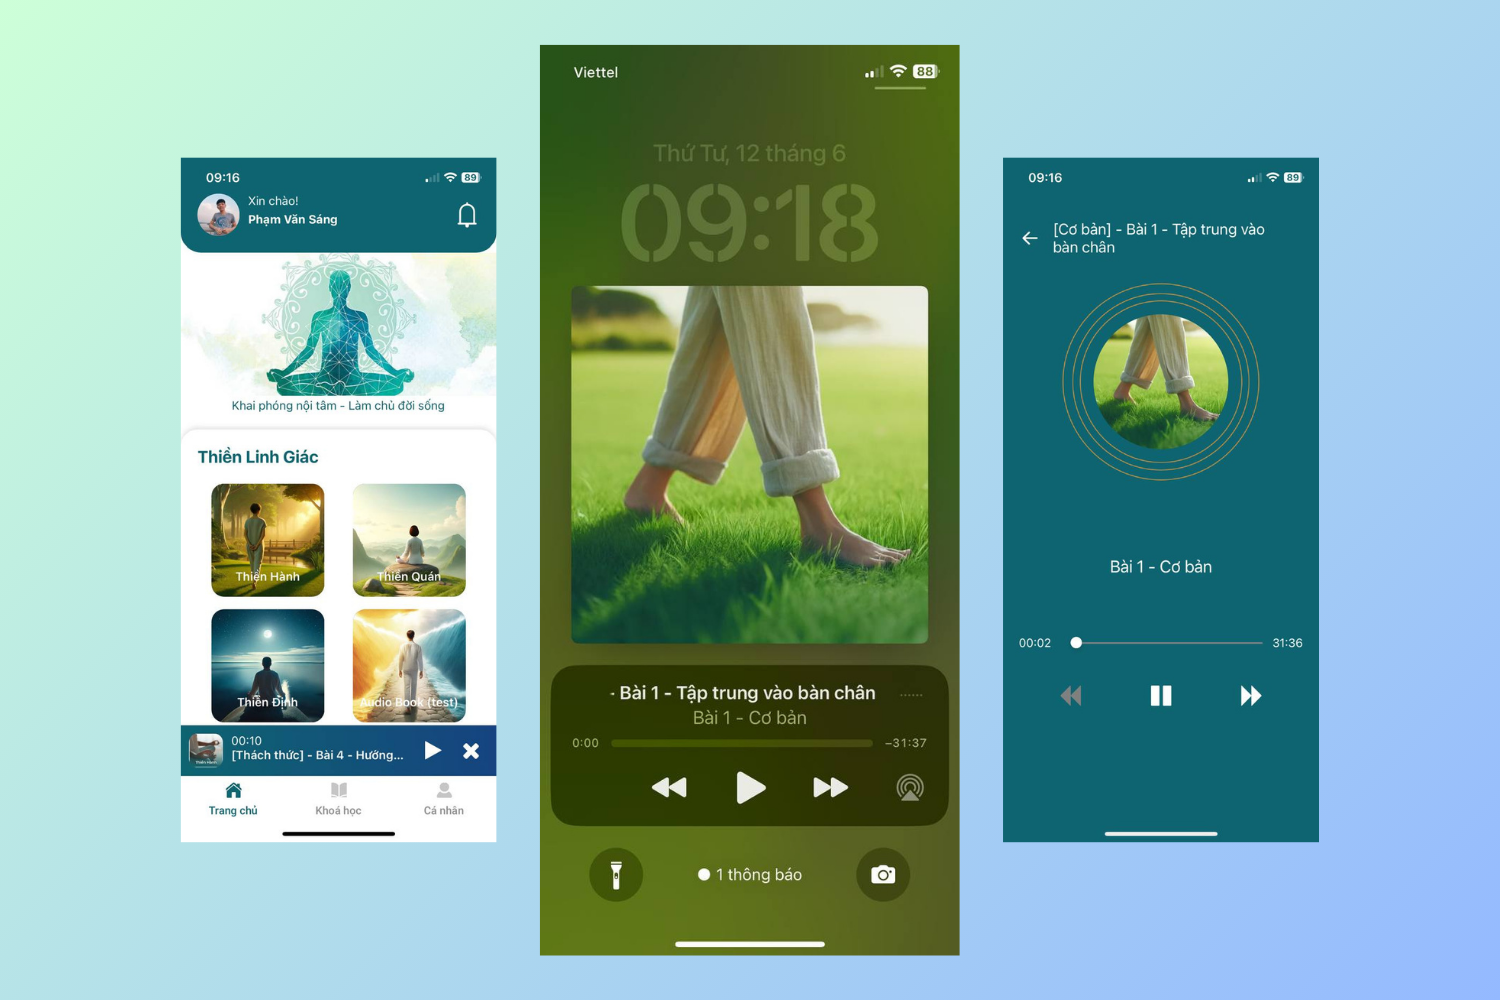 09:16
89
Xin chào!
Phạm Văn Sáng
Khai phóng nội tâm - Làm chủ đời sống
Thiền Linh Giác
Thiền Hành
Thiền Quán
Thiền Định
Audio Book (test)
00:10
[Thách thức] - Bài 4 - Hướng...
Trang chủ
Khoá học
Cá nhân
Viettel
88
Thứ Tư, 12 tháng 6
09:18
- Bài 1 - Tập trung vào bàn chân
Bài 1 - Cơ bản
0:00
−31:37
1 thông báo
09:16
89
[Cơ bản] - Bài 1 - Tập trung vào
bàn chân
Bài 1 - Cơ bản
00:02
31:36